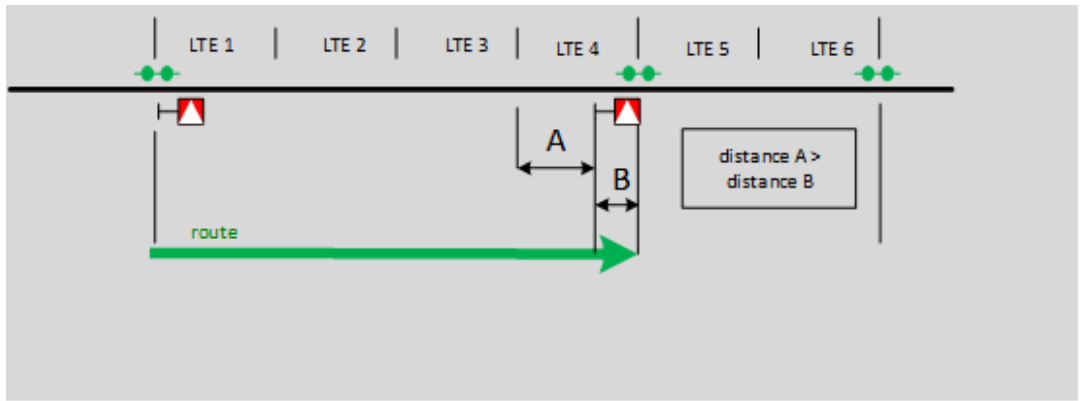 LTE 1
LTE 2
LTE 3
LTE 4
LTE 5
LTE 6
A
B
distance A >
distance B
route